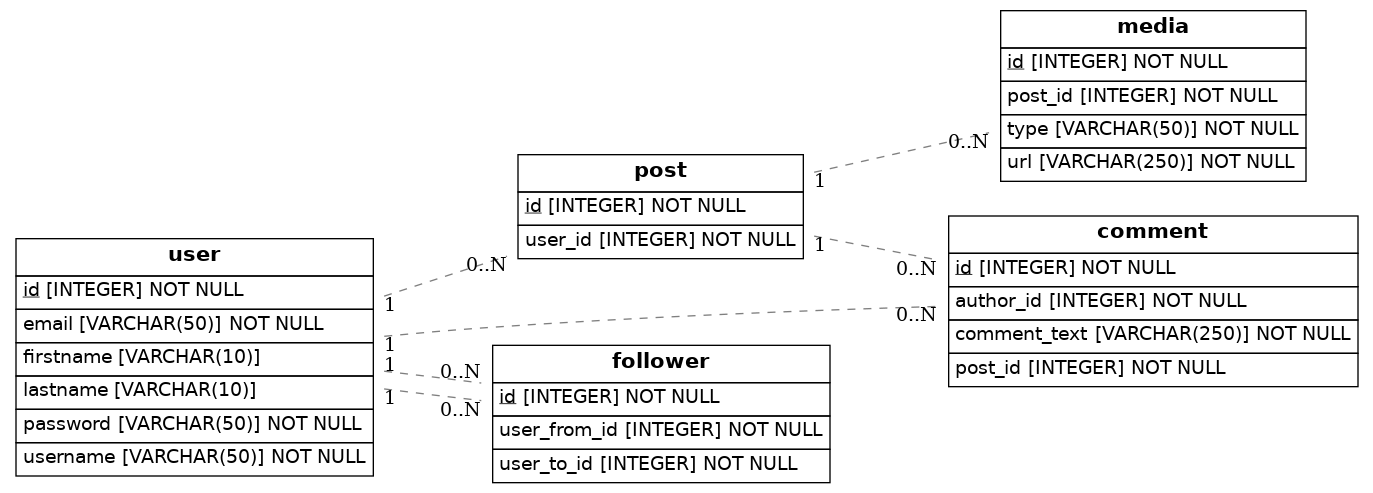 media
id [INTEGER] NOT NULL
post_id [INTEGER] NOT NULL
type [VARCHAR(50)] NOT NULL
url [VARCHAR(250)] NOT NULL
0..N
1
post
id [INTEGER] NOT NULL
user_id [INTEGER] NOT NULL
1
0..N
comment
id [INTEGER] NOT NULL
author_id [INTEGER] NOT NULL
comment_text [VARCHAR(250)] NOT NULL
post_id [INTEGER] NOT NULL
0..N
0..N
user
id [INTEGER] NOT NULL
email [VARCHAR(50)] NOT NULL
firstname [VARCHAR(10)]
lastname [VARCHAR(10)]
password [VARCHAR(50)] NOT NULL
username [VARCHAR(50)] NOT NULL
1
1
1
1
0..N
0..N
follower
id [INTEGER] NOT NULL
user_from_id [INTEGER] NOT NULL
user_to_id [INTEGER] NOT NULL